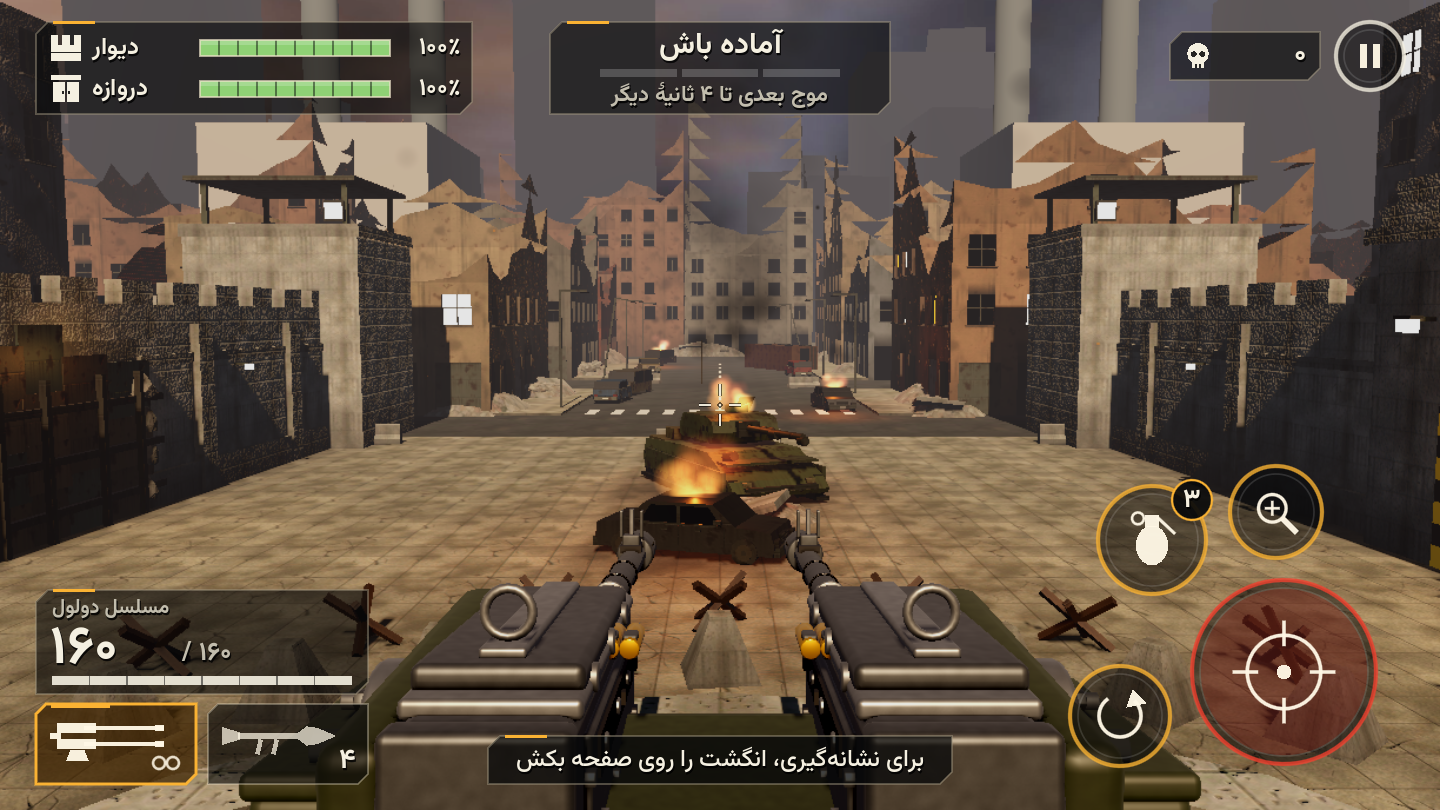 دیوار ۱۰۰٪
دروازه ۱۰۰٪
آماده باش
موج بعدی تا ۴ ثانیهٔ دیگر
۰
۳
مسلسل دولول
۱۶۰ / ۱۶۰
∞
۴
برای نشانه‌گیری، انگشت را روی صفحه بکش